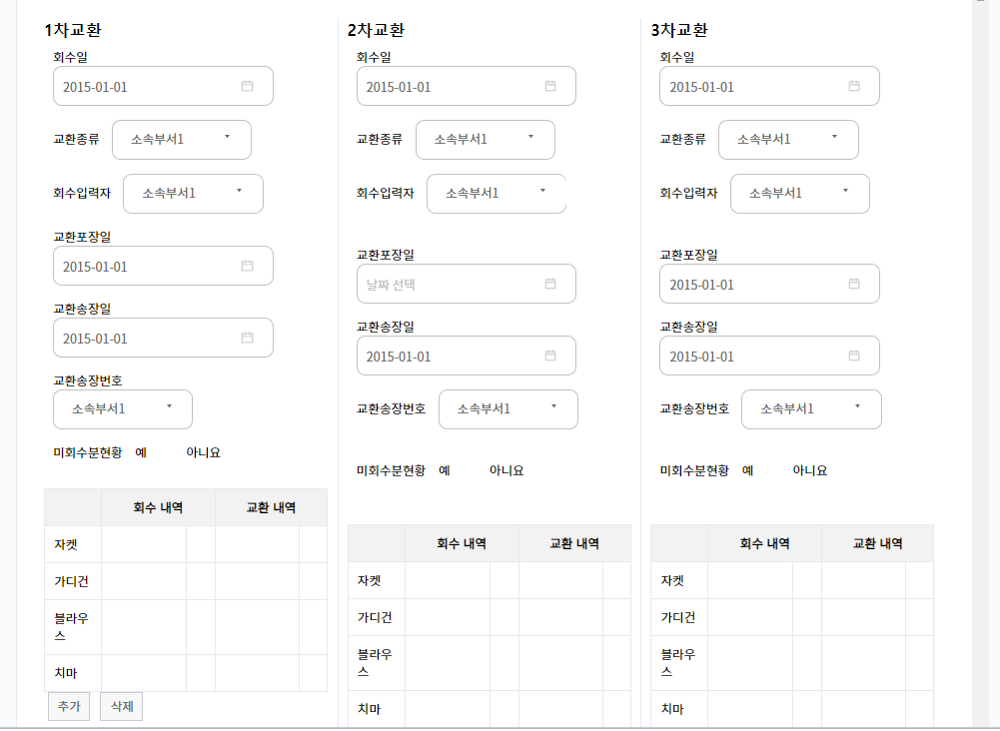 1차교환
회수일
2015-01-01
교환종류 소속부서1
회수입력자 소속부서1
교환포장일
2015-01-01
교환송장일
2015-01-01
교환송장번호
소속부서1
미회수분현황 예 아니요
회수 내역 교환 내역
자켓
가디건
블라우
스
치마
추가 삭제
2차교환
회수일
2015-01-01
교환종류 소속부서1
회수입력자 소속부서1
교환포장일
날짜 선택
교환송장일
2015-01-01
교환송장번호 소속부서1
미회수분현황 예 아니요
회수 내역 교환 내역
자켓
가디건
블라우
스
치마
3차교환
회수일
2015-01-01
교환종류 소속부서1
회수입력자 소속부서1
교환포장일
2015-01-01
교환송장일
2015-01-01
교환송장번호 소속부서1
미회수분현황 예 아니요
회수 내역 교환 내역
자켓
가디건
블라우
스
치마